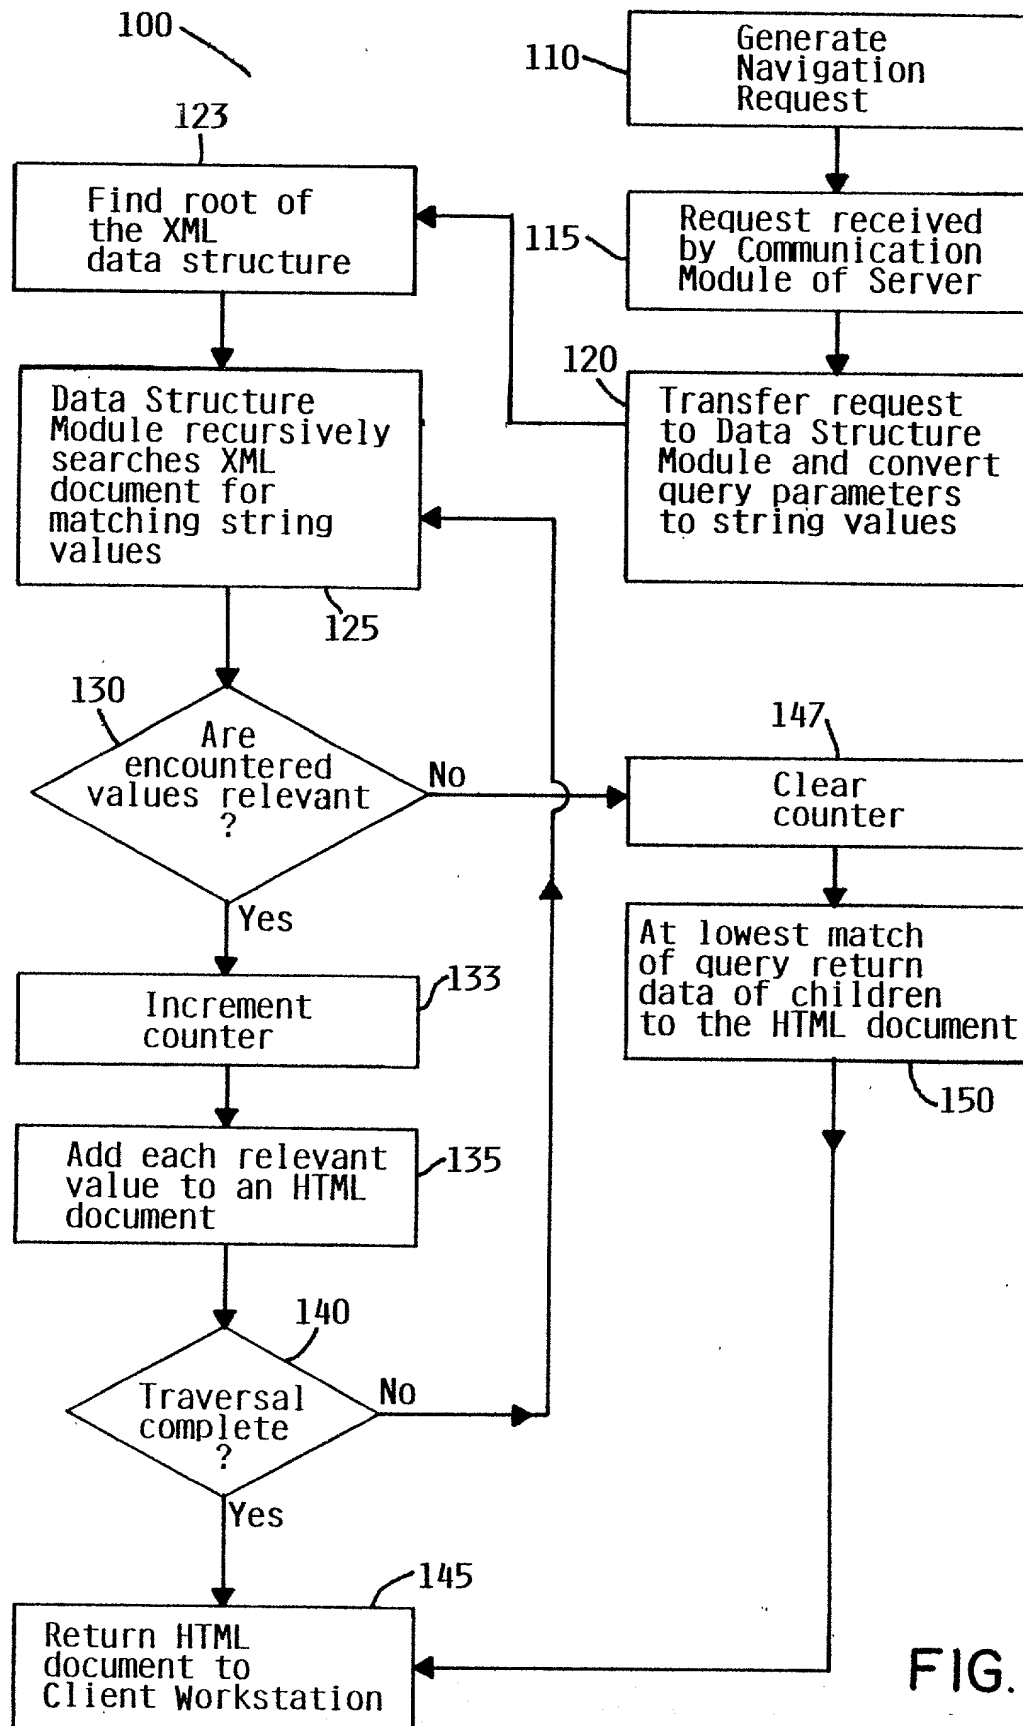 100
110
Generate
Navigation
Request
115
Request received
by Communication
Module of Server
120
Transfer request
to Data Structure
Module and convert
query parameters
to string values
123
Find root of
the XML
data structure
Data Structure
Module recursively
searches XML
document for
matching string
values
125
130
Are
encountered
values relevant
?
No
Yes
147
Clear
counter
At lowest match
of query return
data of children
to the HTML document
150
133
Increment
counter
135
Add each relevant
value to an HTML
document
140
Traversal
complete
?
No
Yes
145
Return HTML
document to
Client Workstation
FIG.